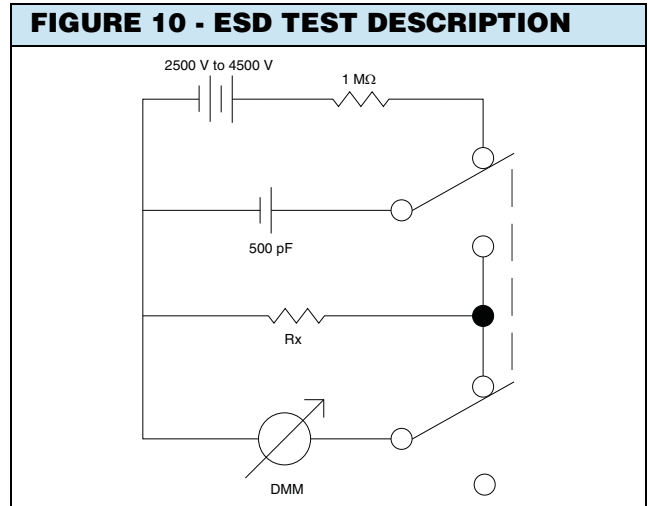 FIGURE 10 - ESD TEST DESCRIPTION
2500 V to 4500 V
1 MΩ
500 pF
Rx
DMM